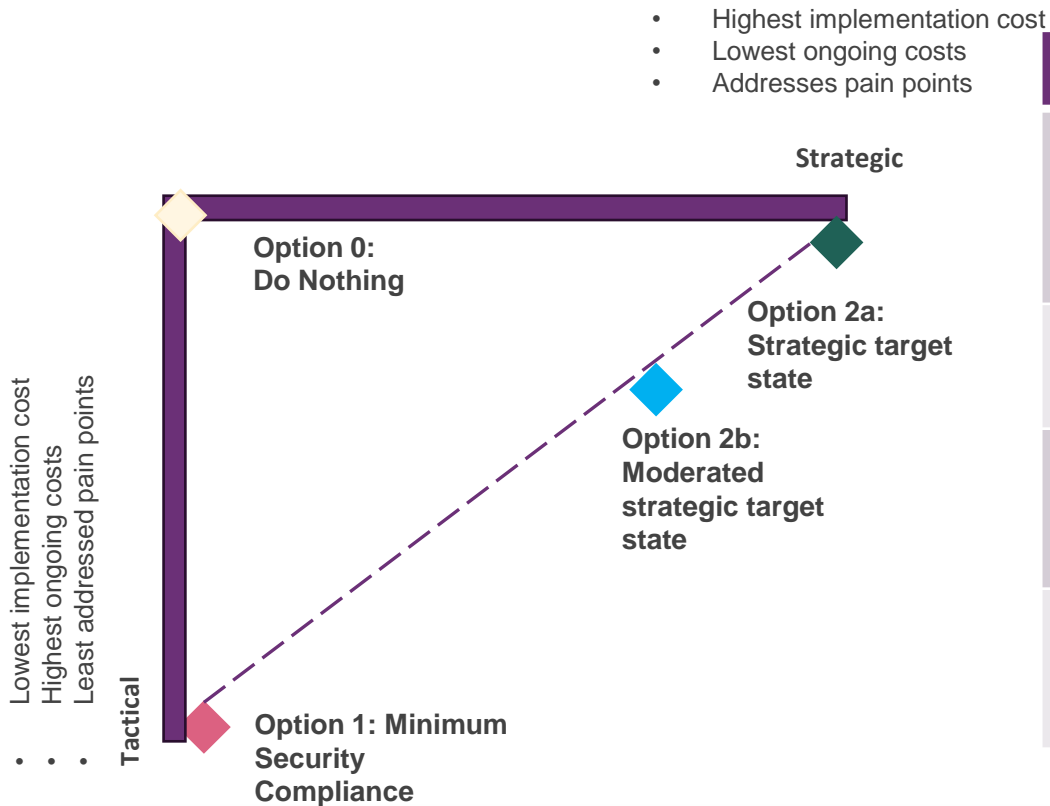 • Highest implementation cost
• Lowest ongoing costs
• Addresses pain points
Strategic
Option 0:
Do Nothing
Option 2a:
Strategic target
state
Option 2b:
Moderated
strategic target
state
• Lowest implementation cost
• Highest ongoing costs
• Least addressed pain points
Tactical
Option 1: Minimum
Security
Compliance